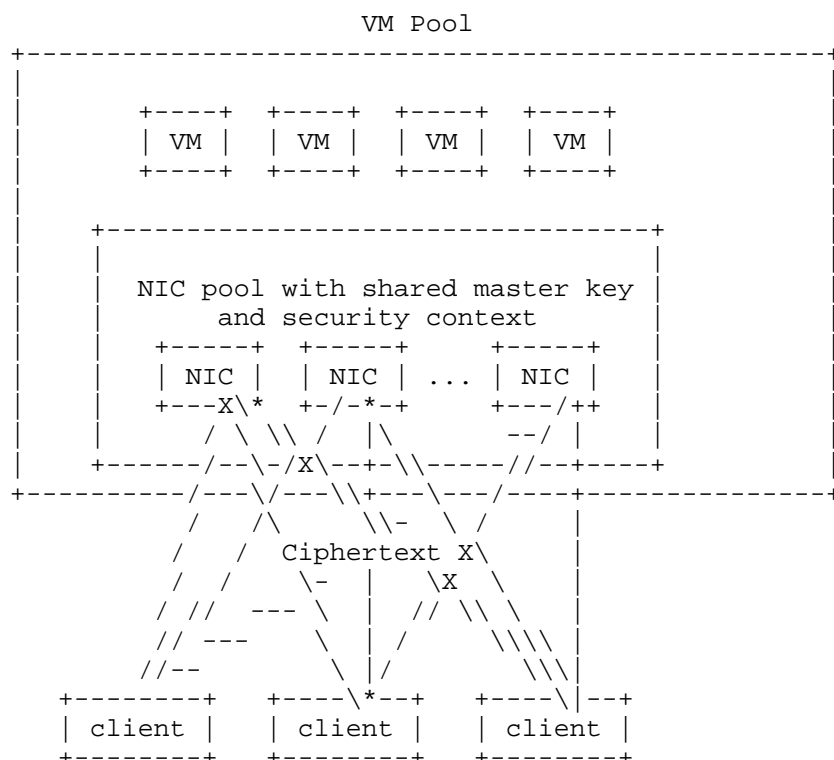 VM Pool
VM VM VM VM
NIC pool with shared master key
and security context
NIC NIC ... NIC
Ciphertext
client client client